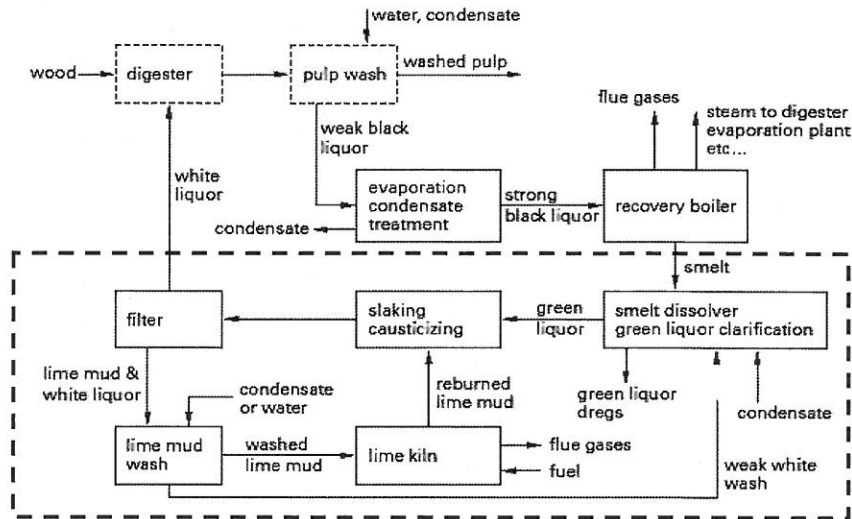 water, condensate
wood
digester
pulp wash
washed pulp
flue gases
steam to digester
evaporation plant
etc...
weak black
liquor
white
liquor
evaporation
condensate
treatment
strong
black liquor
recovery boiler
condensate
smelt
filter
slaking
causticizing
green
liquor
smelt dissolver
green liquor clarification
lime mud &
white liquor
condensate
or water
reburned
lime mud
green liquor
dregs
condensate
lime mud
wash
washed
lime mud
lime kiln
flue gases
fuel
weak white
wash